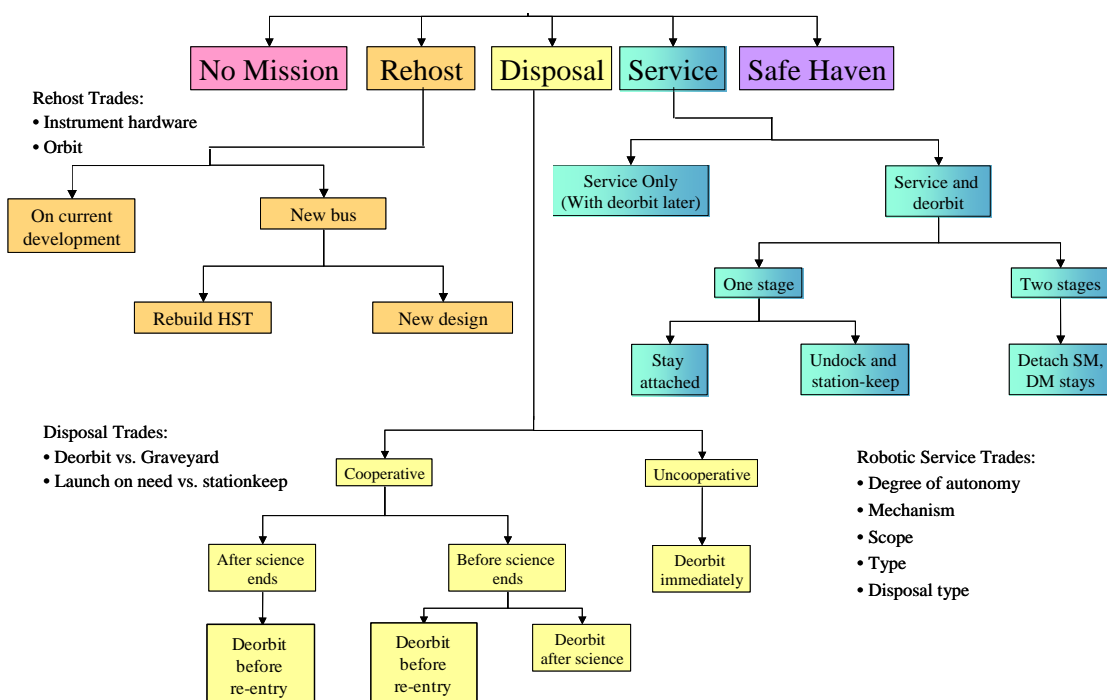 No Mission
Rehost
Disposal
Service
Safe Haven
Rehost Trades:
• Instrument hardware
• Orbit
On current
development
New bus
Rebuild HST
New design
Service Only
(With deorbit later)
Service and
deorbit
One stage
Two stages
Stay
attached
Undock and
station-keep
Detach SM,
DM stays
Disposal Trades:
• Deorbit vs. Graveyard
• Launch on need vs. stationkeep
Cooperative
Uncooperative
After science
ends
Before science
ends
Deorbit
immediately
Deorbit
before
re-entry
Deorbit
before
re-entry
Deorbit
after science
Robotic Service Trades:
• Degree of autonomy
• Mechanism
• Scope
• Type
• Disposal type